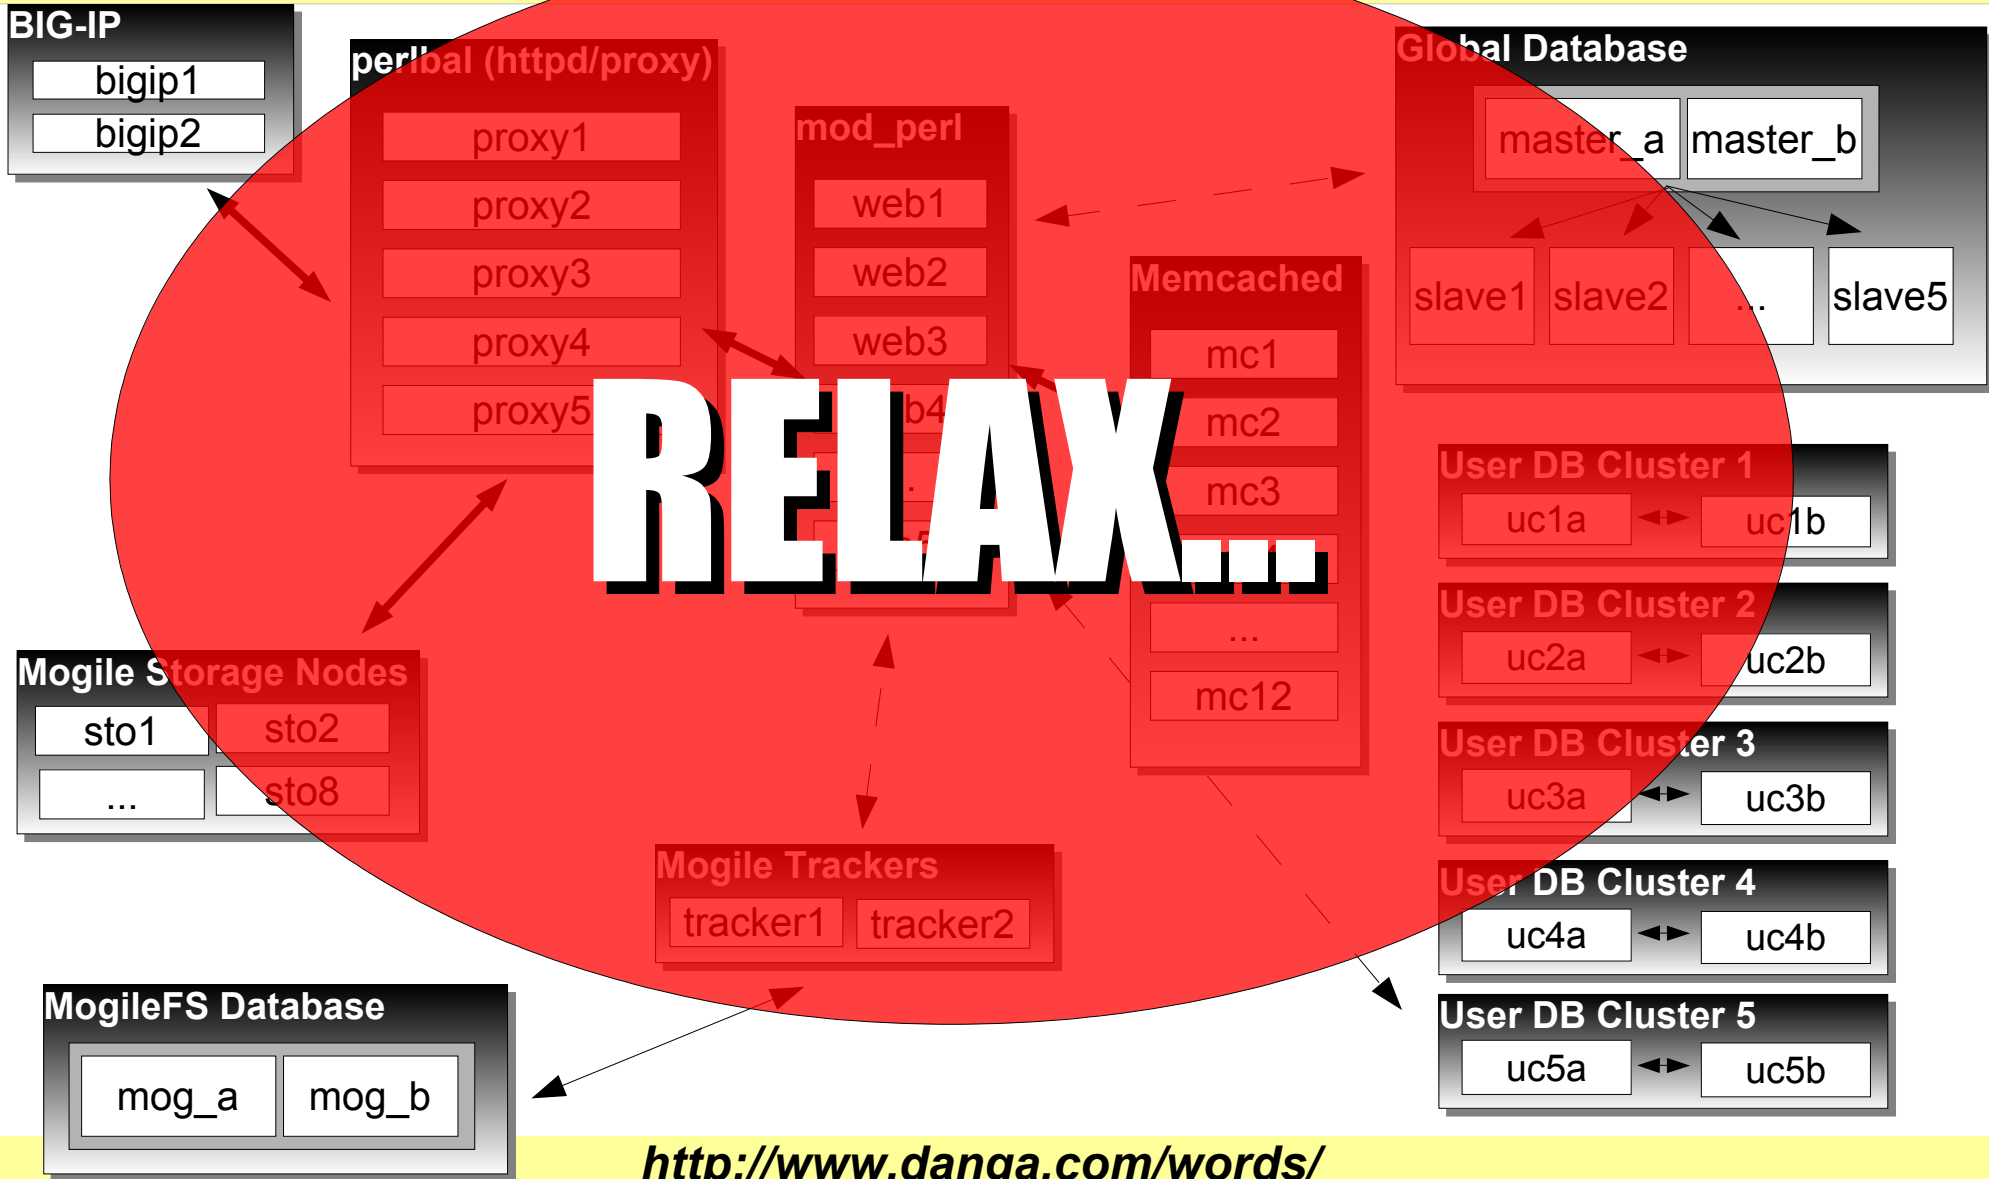 BIG-IP
bigip1
bigip2
perlbal (httpd/proxy)
proxy1
proxy2
proxy3
proxy4
proxy5
mod_perl
web1
web2
web3
Memcached
mc1
mc2
mc3
...
mc12
Global Database
master_a
master_b
slave1
slave2
...
slave5
RELAX...
User DB Cluster 1
uc1a
uc1b
User DB Cluster 2
uc2a
uc2b
User DB Cluster 3
uc3a
uc3b
User DB Cluster 4
uc4a
uc4b
User DB Cluster 5
uc5a
uc5b
Mogile Storage Nodes
sto1
sto2
...
sto8
Mogile Trackers
tracker1
tracker2
MogileFS Database
mog_a
mog_b
http://www.danga.com/words/